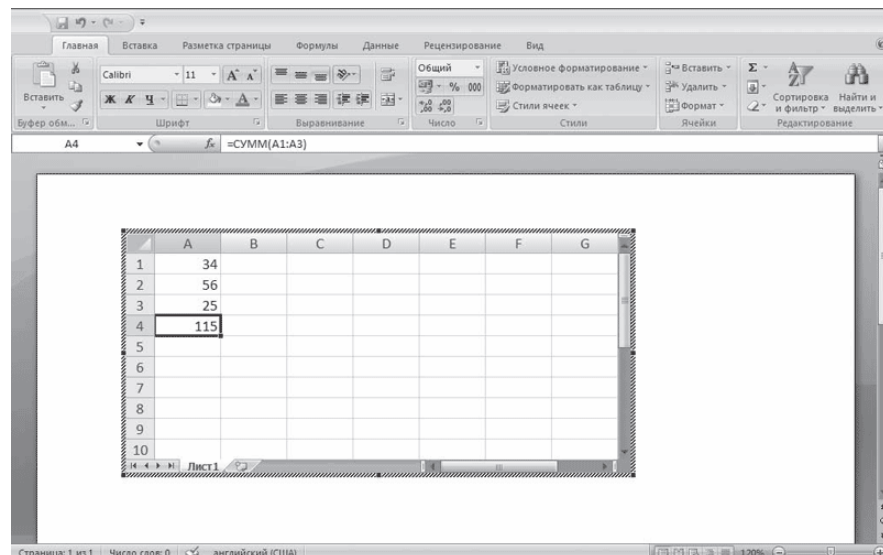 Главная Вставка Разметка страницы Формулы Данные Рецензирование Вид
Calibri 11 А А Общий Условное форматирование Вставить Σ
% 000 Форматировать как таблицу Удалить
Вставить Ж К Ч Стили ячеек Формат Сортировка и фильтр Найти и выделить
Буфер обм... Шрифт Выравнивание Число Стили Ячейки Редактирование
A4 fx =СУММ(A1:A3)
A B C D E F G
1 34
2 56
3 25
4 115
5
6
7
8
9
10
Лист1
Страница: 1 из 1 Число слов: 0 английский (США) 120%